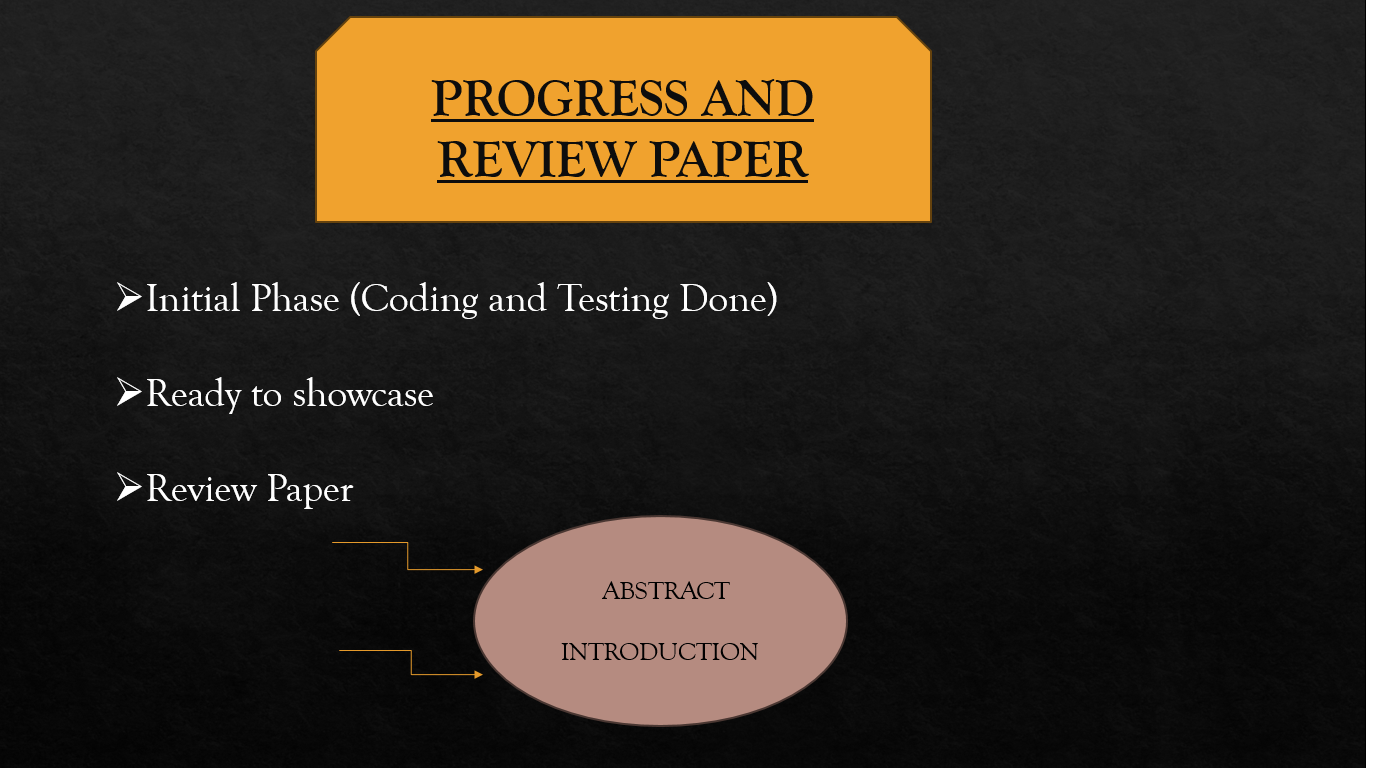 PROGRESS AND
REVIEW PAPER
➢Initial Phase (Coding and Testing Done)
➢Ready to showcase
➢Review Paper
ABSTRACT
INTRODUCTION